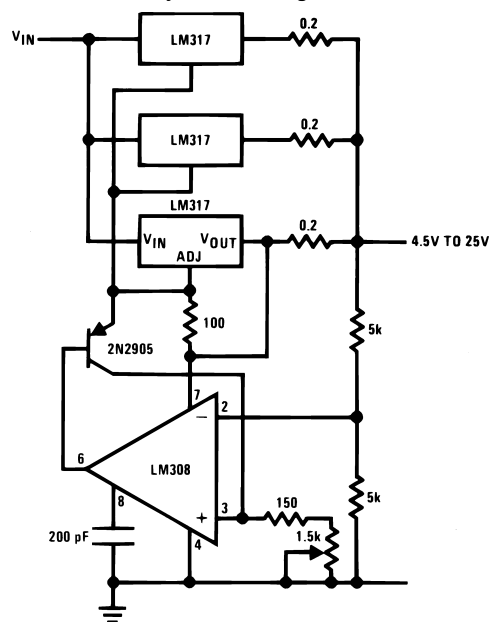 0.2
VIN
LM317
0.2
LM317
LM317
0.2
VIN
VOUT
4.5V TO 25V
ADJ
100
5k
2N2905
7
2
−
6
LM308
5k
8
3
150
+
1.5k
200 pF
4